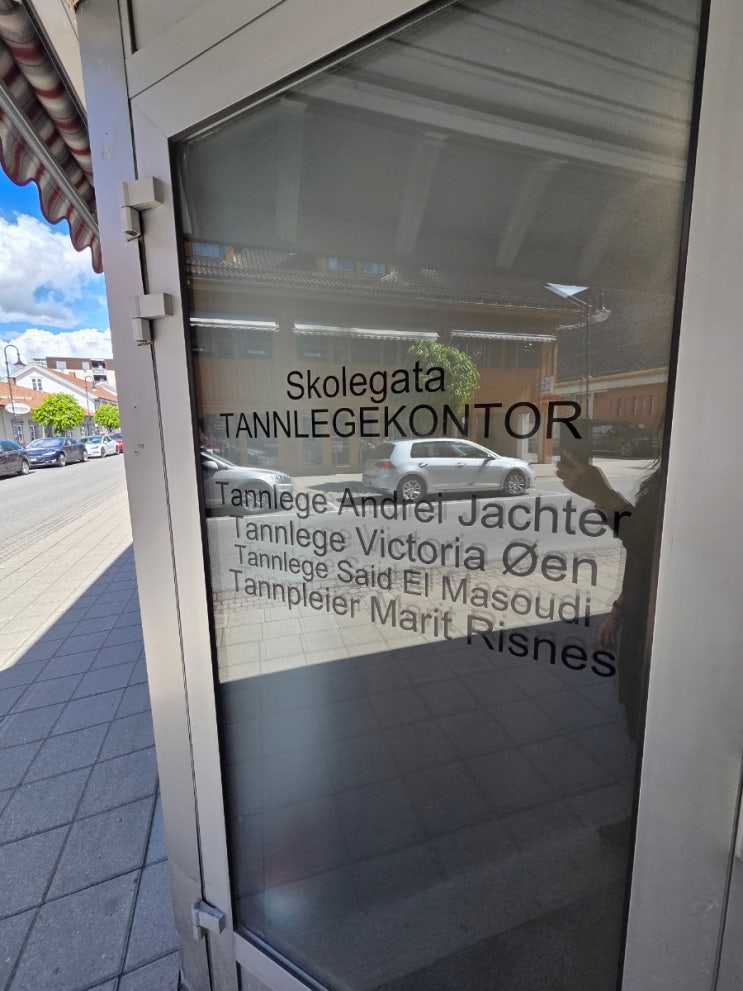 Skolegata
TANNLEGEKONTOR
Tannlege Andrei Jachter
Tannlege Victoria Øen
Tannlege Said El Masoudi
Tannpleier Marit Risnes